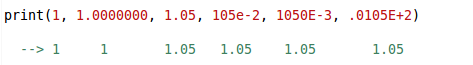 print(1, 1.0000000, 1.05, 105e-2, 1050E-3, .0105E+2)
--> 1 1 1.05 1.05 1.05 1.05